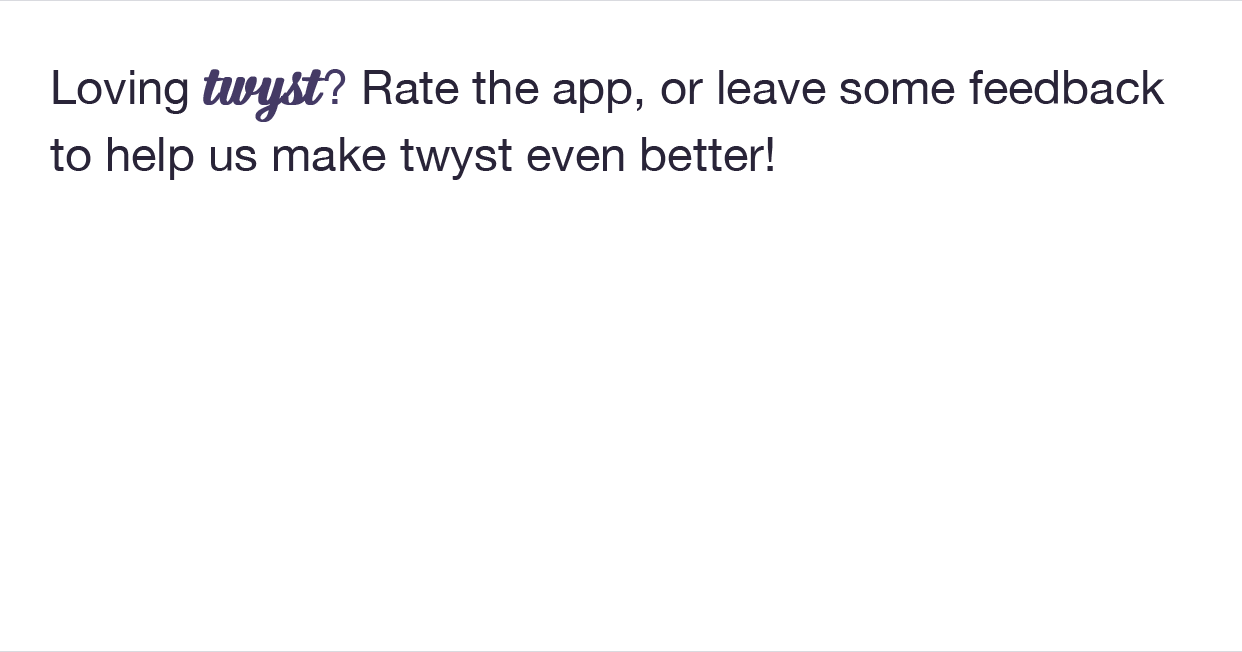 Loving twyst? Rate the app, or leave some feedback
to help us make twyst even better!